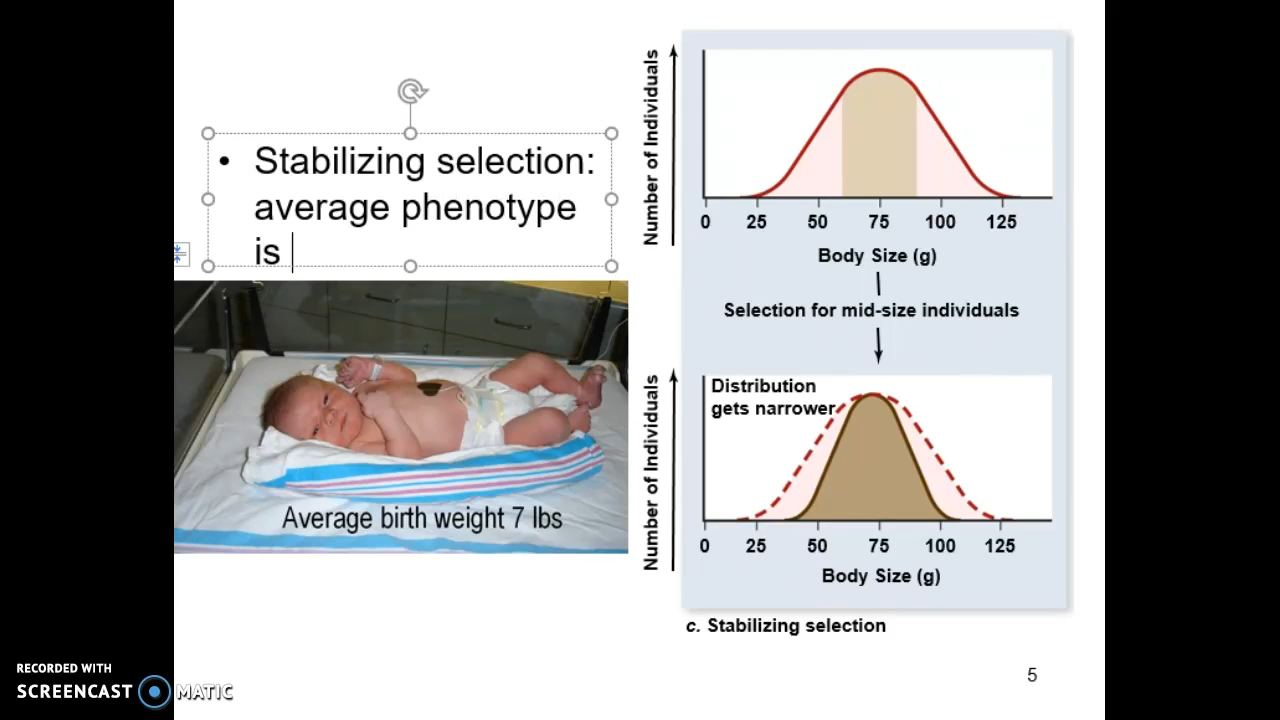 • Stabilizing selection:
average phenotype
is
Average birth weight 7 lbs
Number of Individuals
0 25 50 75 100 125
Body Size (g)
Selection for mid-size individuals
Distribution
gets narrower
Number of Individuals
0 25 50 75 100 125
Body Size (g)
c. Stabilizing selection
5
RECORDED WITH
SCREENCAST MATIC